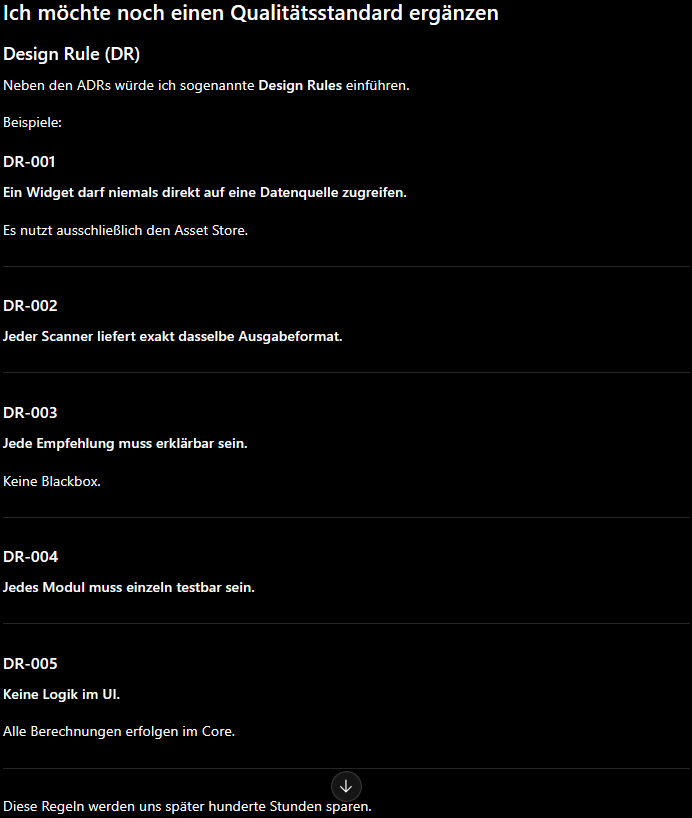 Ich möchte noch einen Qualitätsstandard ergänzen
Design Rule (DR)
Neben den ADRs würde ich sogenannte Design Rules einführen.
Beispiele:
DR-001
Ein Widget darf niemals direkt auf eine Datenquelle zugreifen.
Es nutzt ausschließlich den Asset Store.
DR-002
Jeder Scanner liefert exakt dasselbe Ausgabeformat.
DR-003
Jede Empfehlung muss erklärbar sein.
Keine Blackbox.
DR-004
Jedes Modul muss einzeln testbar sein.
DR-005
Keine Logik im UI.
Alle Berechnungen erfolgen im Core.
Diese Regeln werden uns später hunderte Stunden sparen.